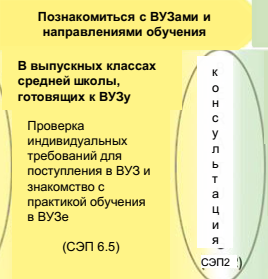 Познакомиться с ВУЗами и
направлениями обучения
В выпускных классах
средней школы,
готовящих к ВУЗу
Проверка
индивидуальных
требований для
поступления в ВУЗ и
знакомство с
практикой обучения
в ВУЗе
(СЭП 6.5)
к
о
н
с
у
л
ь
т
а
ц
и
я
СЭП2 )